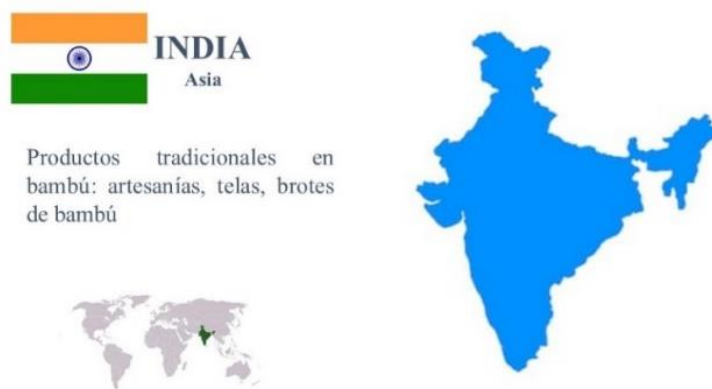 INDIA
Asia
Productos tradicionales en
bambú: artesanías, telas, brotes
de bambú